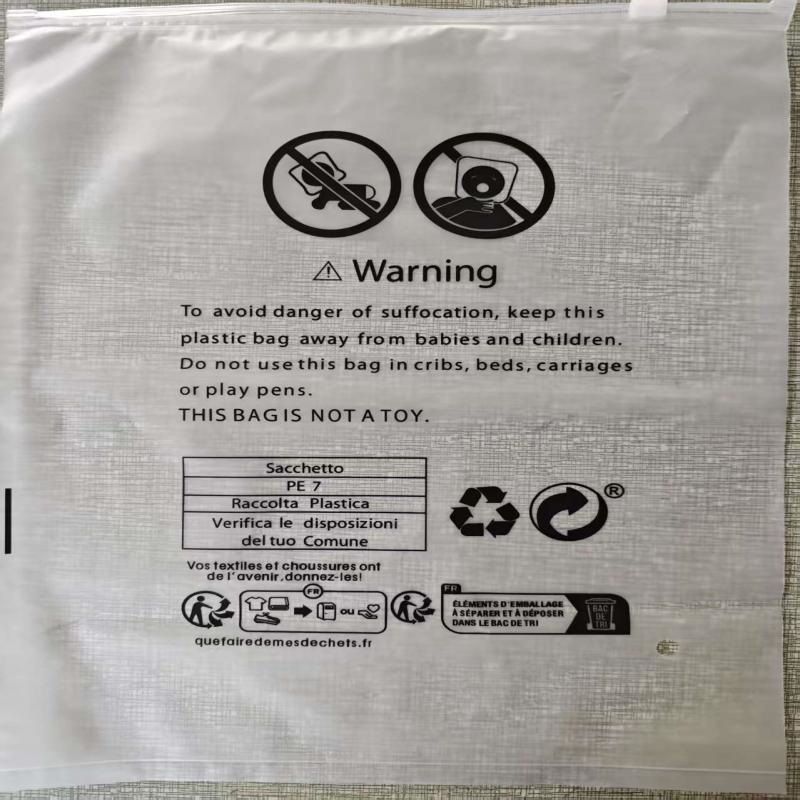 Warning
To avoid danger of suffocation, keep this
plastic bag away from babies and children.
Do not use this bag in cribs, beds, carriages
or play pens.
THIS BAG IS NOT A TOY.
Sacchetto
PE 7
Raccolta Plastica
Verifica le disposizioni
del tuo Comune
®
Vos textiles et choussures ont
de l'avenir,donnez-les!
FR
OU
quefairedemesdechets.fr
FR
ÉLÉMENTS D'EMBALLAGE
À SÉPARER ET À DÉPOSER
DANS LE BAC DE TRI
BAC
DE
TRI